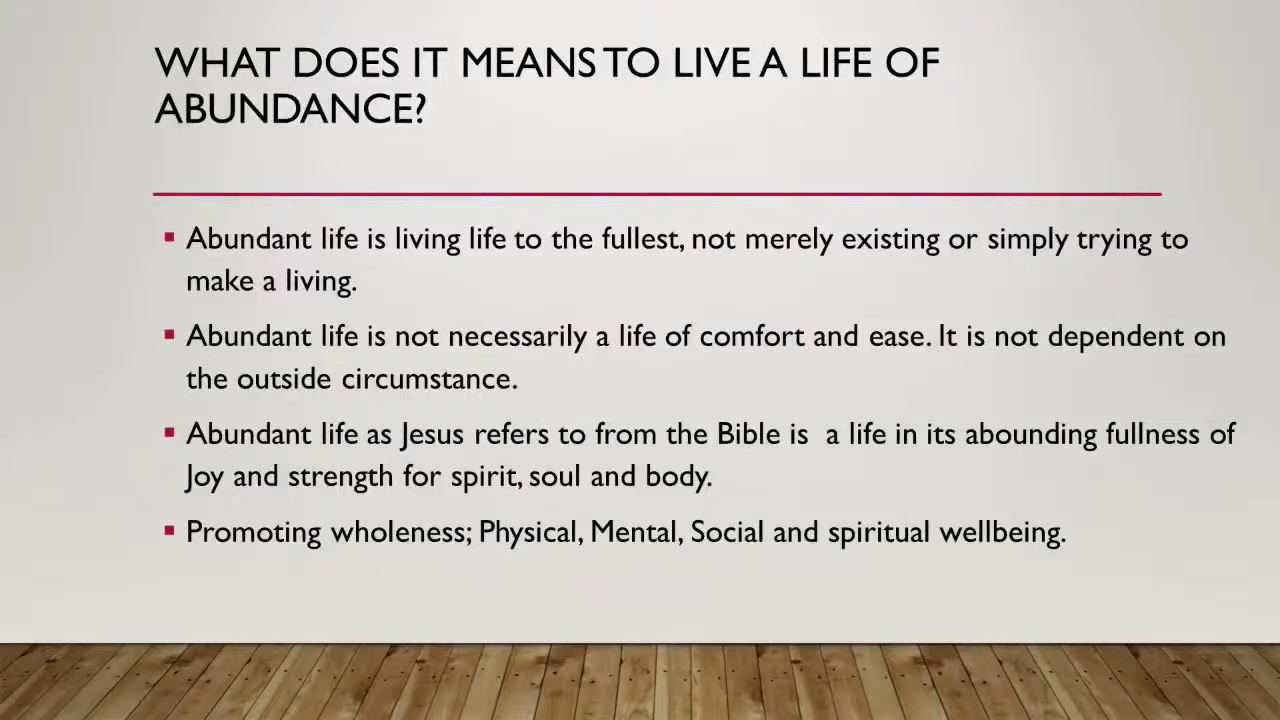 WHAT DOES IT MEANS TO LIVE A LIFE OF
ABUNDANCE?
▪ Abundant life is living life to the fullest, not merely existing or simply trying to
make a living.
▪ Abundant life is not necessarily a life of comfort and ease. It is not dependent on
the outside circumstance.
▪ Abundant life as Jesus refers to from the Bible is a life in its abounding fullness of
Joy and strength for spirit, soul and body.
▪ Promoting wholeness; Physical, Mental, Social and spiritual wellbeing.